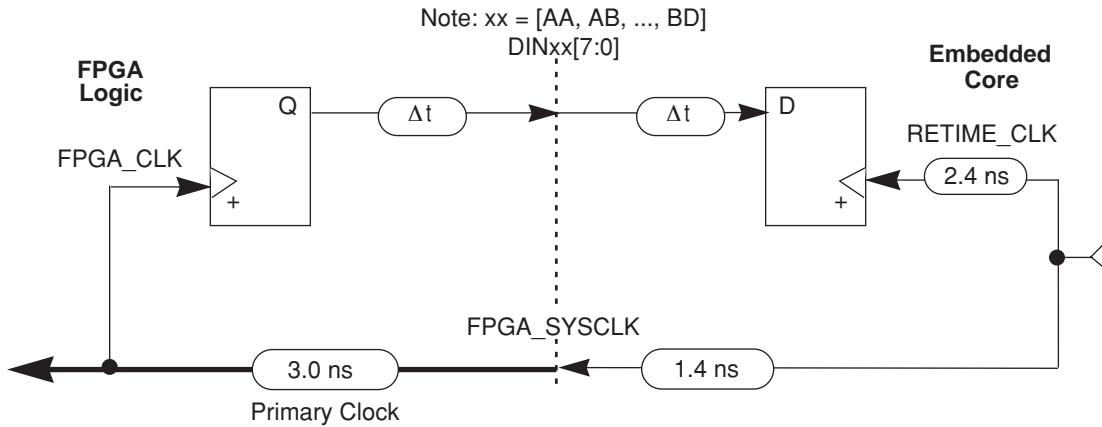 Note: xx = [AA, AB, ..., BD]
DINxx[7:0]
FPGA
Logic
Embedded
Core
Q
Δt
Δt
D
FPGA_CLK
RETIME_CLK
+
+
2.4 ns
FPGA_SYSCLK
3.0 ns
1.4 ns
Primary Clock